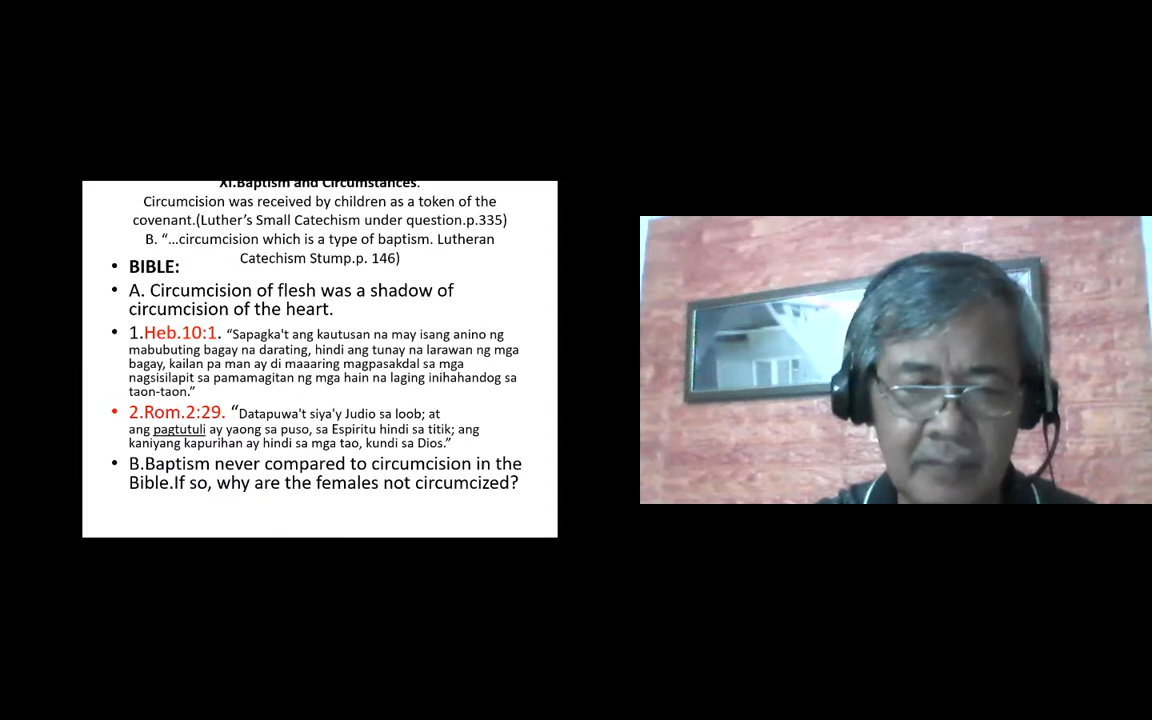 XI.Baptism and Circumstances.
Circumcision was received by children as a token of the
covenant.(Luther's Small Catechism under question.p.335)
B. “…circumcision which is a type of baptism. Lutheran
Catechism Stump.p. 146)
• BIBLE:
• A. Circumcision of flesh was a shadow of
circumcision of the heart.
• 1.Heb.10:1. “Sapagka't ang kautusan na may isang anino ng
mabubuting bagay na darating, hindi ang tunay na larawan ng mga
bagay, kailan pa man ay di maaaring magpasakdal sa mga
nagsisilapit sa pamamagitan ng mga hain na laging inihahandog sa
taon-taon.”
• 2.Rom.2:29. “Datapuwa't siya'y Judio sa loob; at
ang pagtutuli ay yaong sa puso, sa Espiritu hindi sa titik; ang
kaniyang kapurihan ay hindi sa mga tao, kundi sa Dios.”
• B.Baptism never compared to circumcision in the
Bible.If so, why are the females not circumcized?